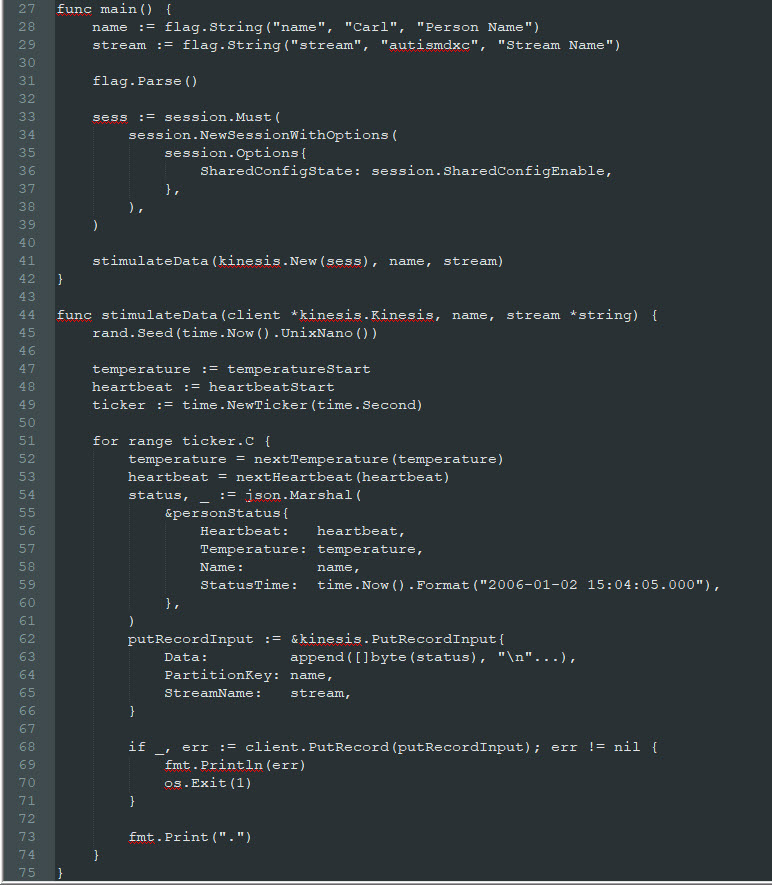 27 func main() {
28     name := flag.String("name", "Carl", "Person Name")
29     stream := flag.String("stream", "autismdxc", "Stream Name")
30
31     flag.Parse()
32
33     sess := session.Must(
34         session.NewSessionWithOptions(
35             session.Options{
36                 SharedConfigState: session.SharedConfigEnable,
37             },
38         ),
39     )
40
41     stimulateData(kinesis.New(sess), name, stream)
42 }
43
44 func stimulateData(client *kinesis.Kinesis, name, stream *string) {
45     rand.Seed(time.Now().UnixNano())
46
47     temperature := temperatureStart
48     heartbeat := heartbeatStart
49     ticker := time.NewTicker(time.Second)
50
51     for range ticker.C {
52         temperature = nextTemperature(temperature)
53         heartbeat = nextHeartbeat(heartbeat)
54         status, _ := json.Marshal(
55             &personStatus{
56                 Heartbeat:   heartbeat,
57                 Temperature: temperature,
58                 Name:        name,
59                 StatusTime:  time.Now().Format("2006-01-02 15:04:05.000"),
60             },
61         )
62         putRecordInput := &kinesis.PutRecordInput{
63             Data:         append([]byte(status), "\n"...),
64             PartitionKey: name,
65             StreamName:   stream,
66         }
67
68         if _, err := client.PutRecord(putRecordInput); err != nil {
69             fmt.Println(err)
70             os.Exit(1)
71         }
72
73         fmt.Print(".")
74     }
75 }